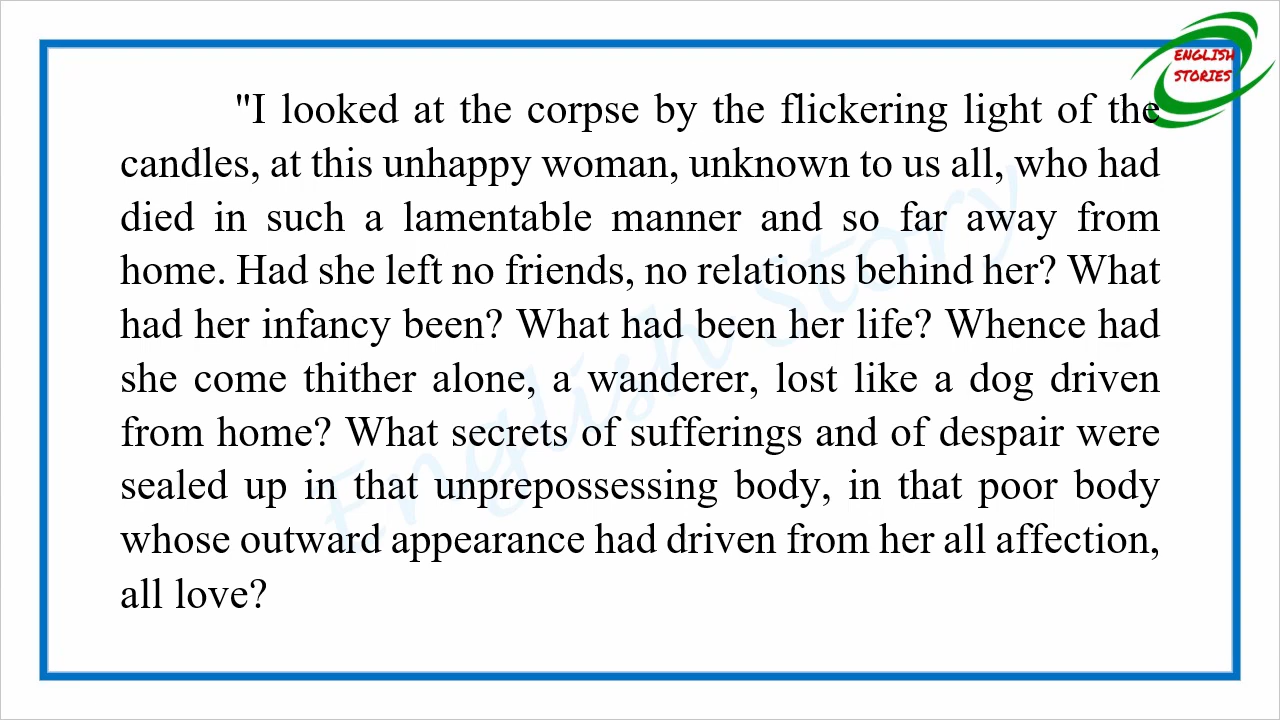 ENGLISH
STORIES
"I looked at the corpse by the flickering light of the
candles, at this unhappy woman, unknown to us all, who had
died in such a lamentable manner and so far away from
home. Had she left no friends, no relations behind her? What
had her infancy been? What had been her life? Whence had
she come thither alone, a wanderer, lost like a dog driven
from home? What secrets of sufferings and of despair were
sealed up in that unprepossessing body, in that poor body
whose outward appearance had driven from her all affection,
all love?
English Story